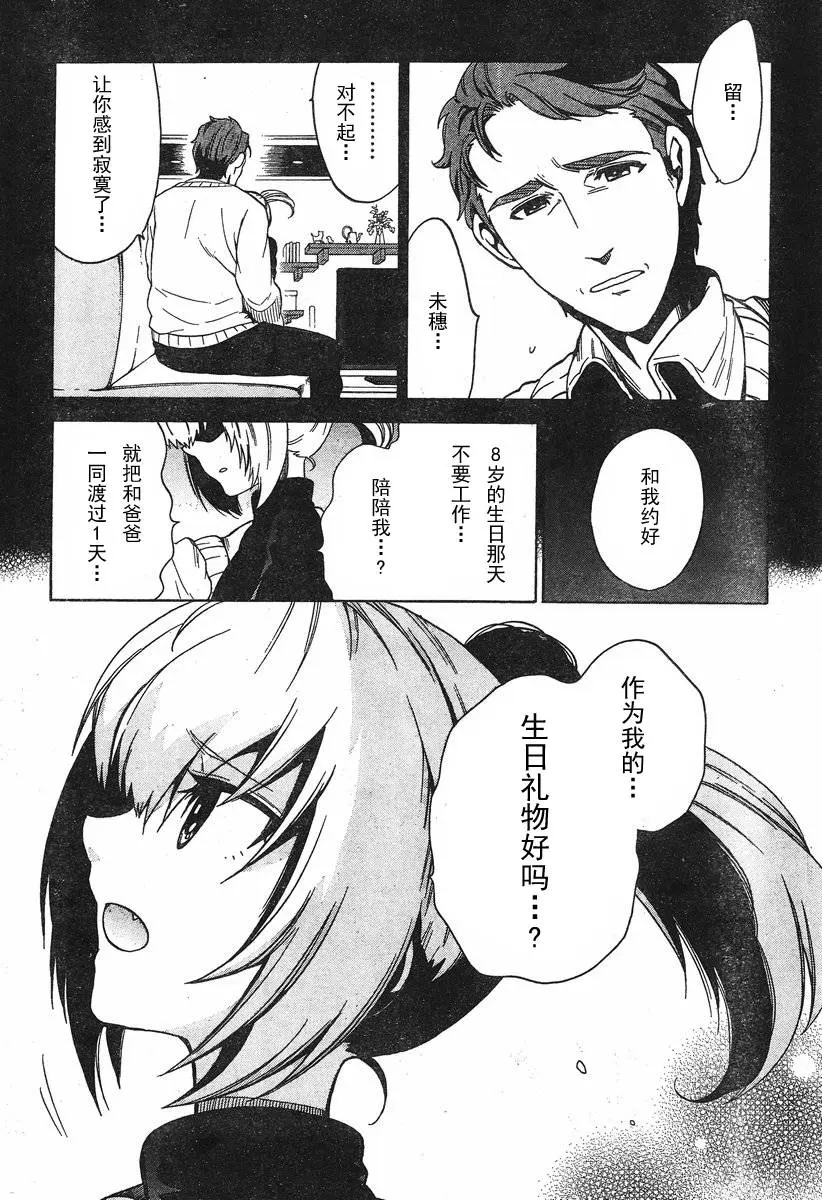 留…
未穗…
………
对不起…
让你感到寂寞了…
和我约好
8岁的生日那天
不要工作…
陪陪我…?
就把和爸爸
一同渡过1天…
作为我的…
生日礼物好吗…?